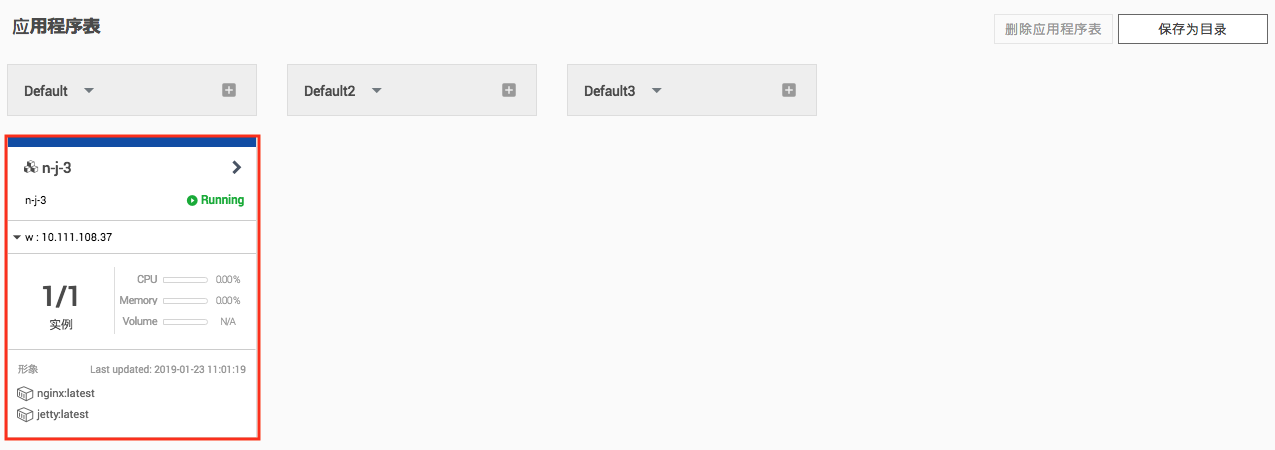 应用程序表
删除应用程序表
保存为目录
Default
Default2
Default3
n-j-3
n-j-3
Running
w : 10.111.108.37
1/1
实例
CPU 0.00%
Memory 0.00%
Volume N/A
形象
Last updated: 2019-01-23 11:01:19
nginx:latest
jetty:latest